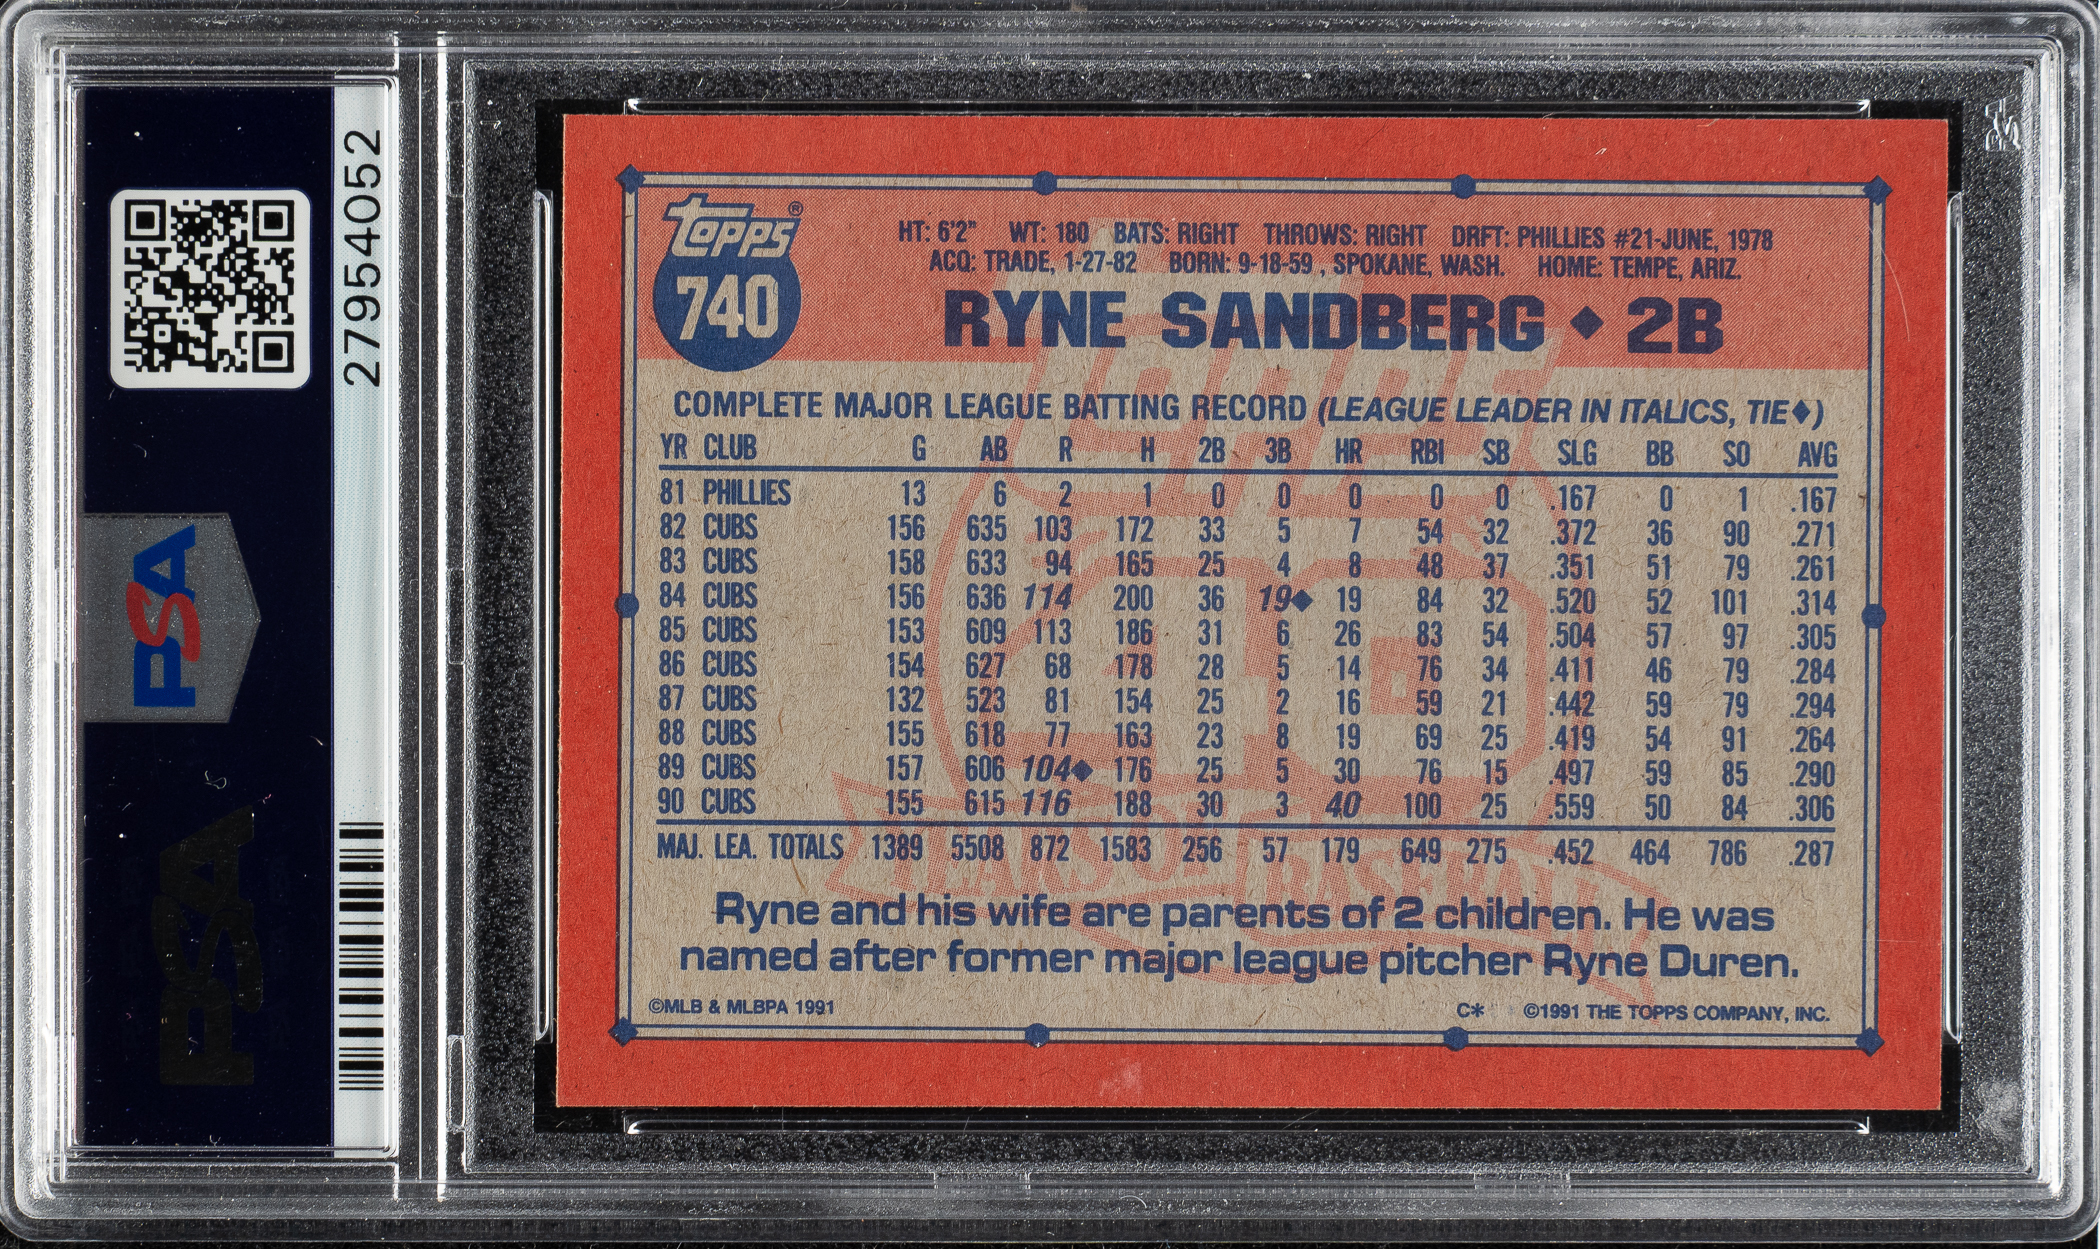 27954052
PSA
PSA
Topps®
740
HT: 6'2" WT: 180 BATS: RIGHT THROWS: RIGHT DRFT: PHILLIES #21-JUNE, 1978
ACQ: TRADE, 1-27-82 BORN: 9-18-59 , SPOKANE, WASH. HOME: TEMPE, ARIZ.
RYNE SANDBERG ◆ 2B
COMPLETE MAJOR LEAGUE BATTING RECORD (LEAGUE LEADER IN ITALICS, TIE◆)
YR CLUB G AB R H 2B 3B HR RBI SB SLG BB SO AVG
81 PHILLIES 13 6 2 1 0 0 0 0 0 .167 0 1 .167
82 CUBS 156 635 103 172 33 5 7 54 32 .372 36 90 .271
83 CUBS 158 633 94 165 25 4 8 48 37 .351 51 79 .261
84 CUBS 156 636 114 200 36 19◆ 19 84 32 .520 52 101 .314
85 CUBS 153 609 113 186 31 6 26 83 54 .504 57 97 .305
86 CUBS 154 627 68 178 28 5 14 76 34 .411 46 79 .284
87 CUBS 132 523 81 154 25 2 16 59 21 .442 59 79 .294
88 CUBS 155 618 77 163 23 8 19 69 25 .419 54 91 .264
89 CUBS 157 606 104◆ 176 25 5 30 76 15 .497 59 85 .290
90 CUBS 155 615 116 188 30 3 40 100 25 .559 50 84 .306
MAJ. LEA. TOTALS 1389 5508 872 1583 256 57 179 649 275 .452 464 786 .287
Topps
40
YEARS OF BASEBALL
Ryne and his wife are parents of 2 children. He was
named after former major league pitcher Ryne Duren.
©MLB & MLBPA 1991 C* ©1991 THE TOPPS COMPANY, INC.